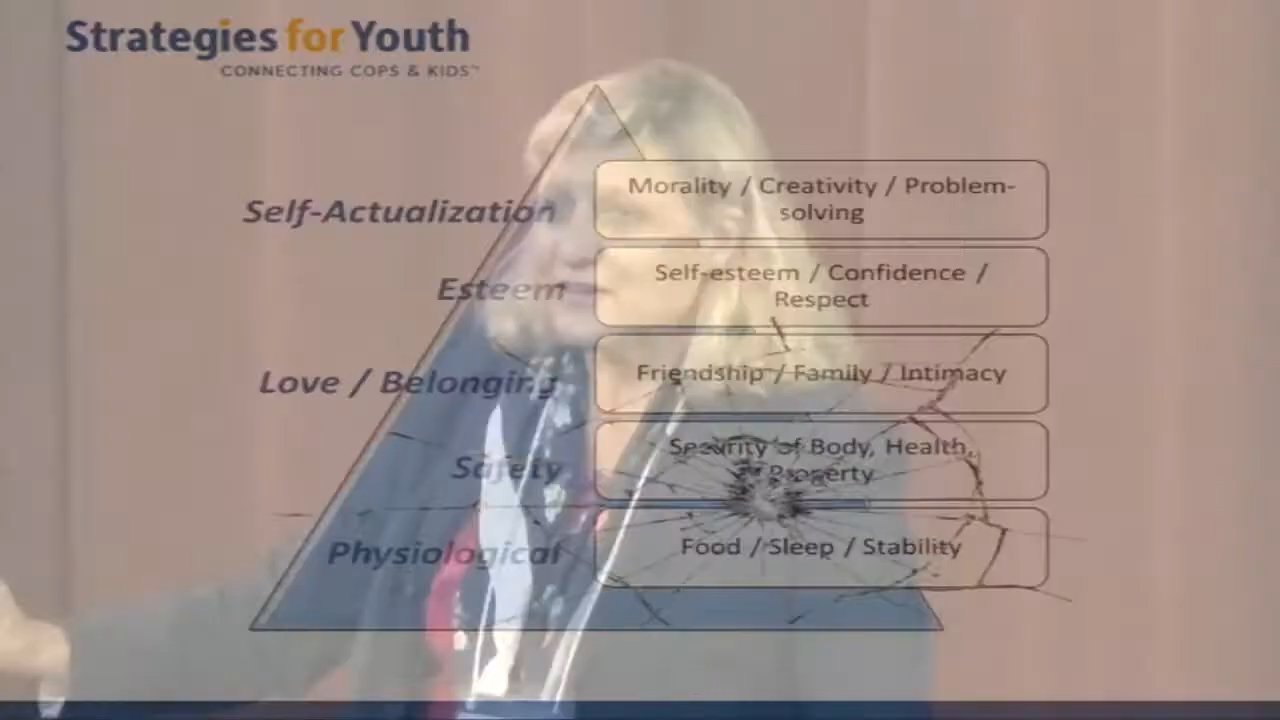 Strategies for Youth
CONNECTING COPS & KIDS™
Self-Actualization
Morality / Creativity / Problem-
solving
Esteem
Self-esteem / Confidence /
Respect
Love / Belonging
Friendship / Family / Intimacy
Safety
Security of Body, Health,
Property
Physiological
Food / Sleep / Stability